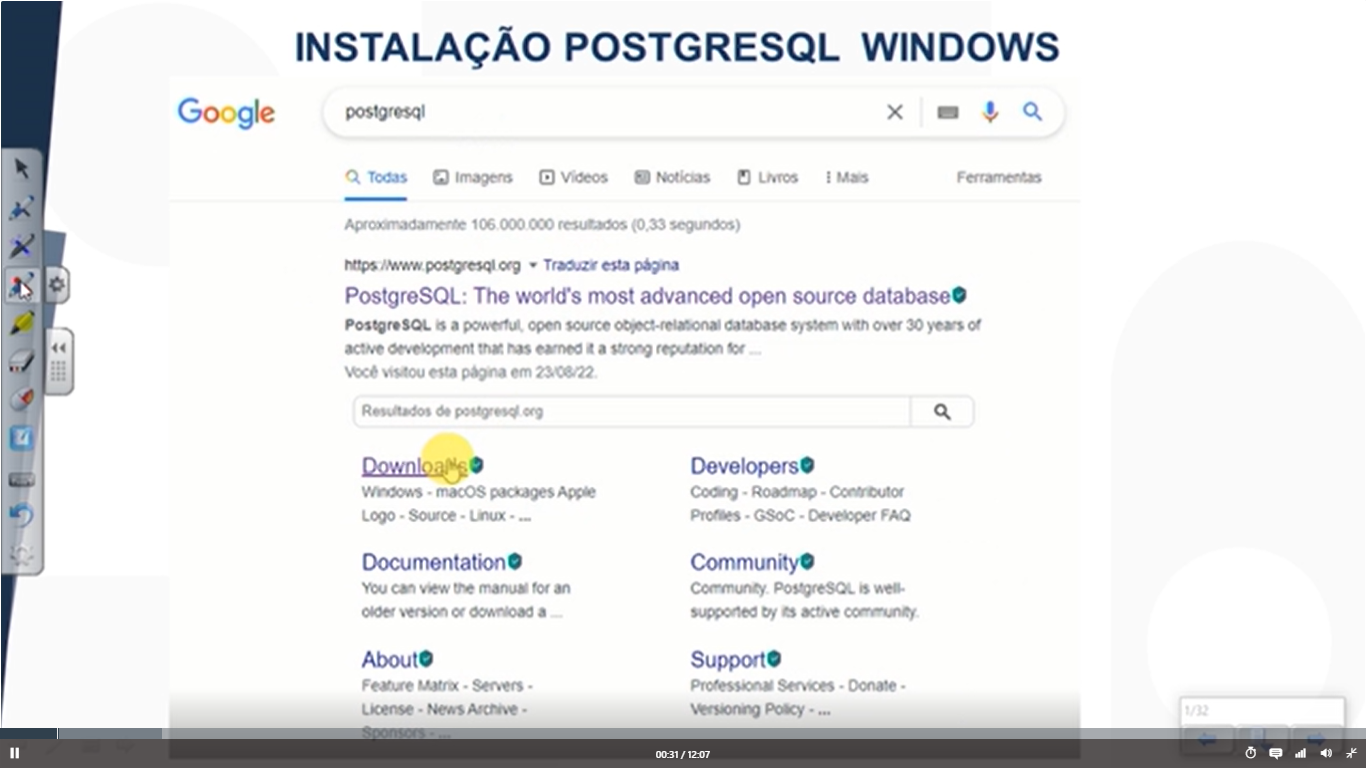 INSTALAÇÃO POSTGRESQL WINDOWS
Google
postgresql
Todas Imagens Vídeos Notícias Livros Mais Ferramentas
Aproximadamente 106.000.000 resultados (0,33 segundos)
https://www.postgresql.org Traduzir esta página
PostgreSQL: The world's most advanced open source database
PostgreSQL is a powerful, open source object-relational database system with over 30 years of
active development that has earned it a strong reputation for ...
Você visitou esta página em 23/08/22.
Resultados de postgresql.org
Downloads
Windows - macOS packages Apple
Logo - Source - Linux - ...
Developers
Coding - Roadmap - Contributor
Profiles - GSoC - Developer FAQ
Documentation
You can view the manual for an
older version or download a ...
Community
Community. PostgreSQL is well-
supported by its active community.
About
Feature Matrix - Servers -
License - News Archive -
Sponsors - ...
Support
Professional Services - Donate -
Versioning Policy - ...
1/32
00:31 / 12:07